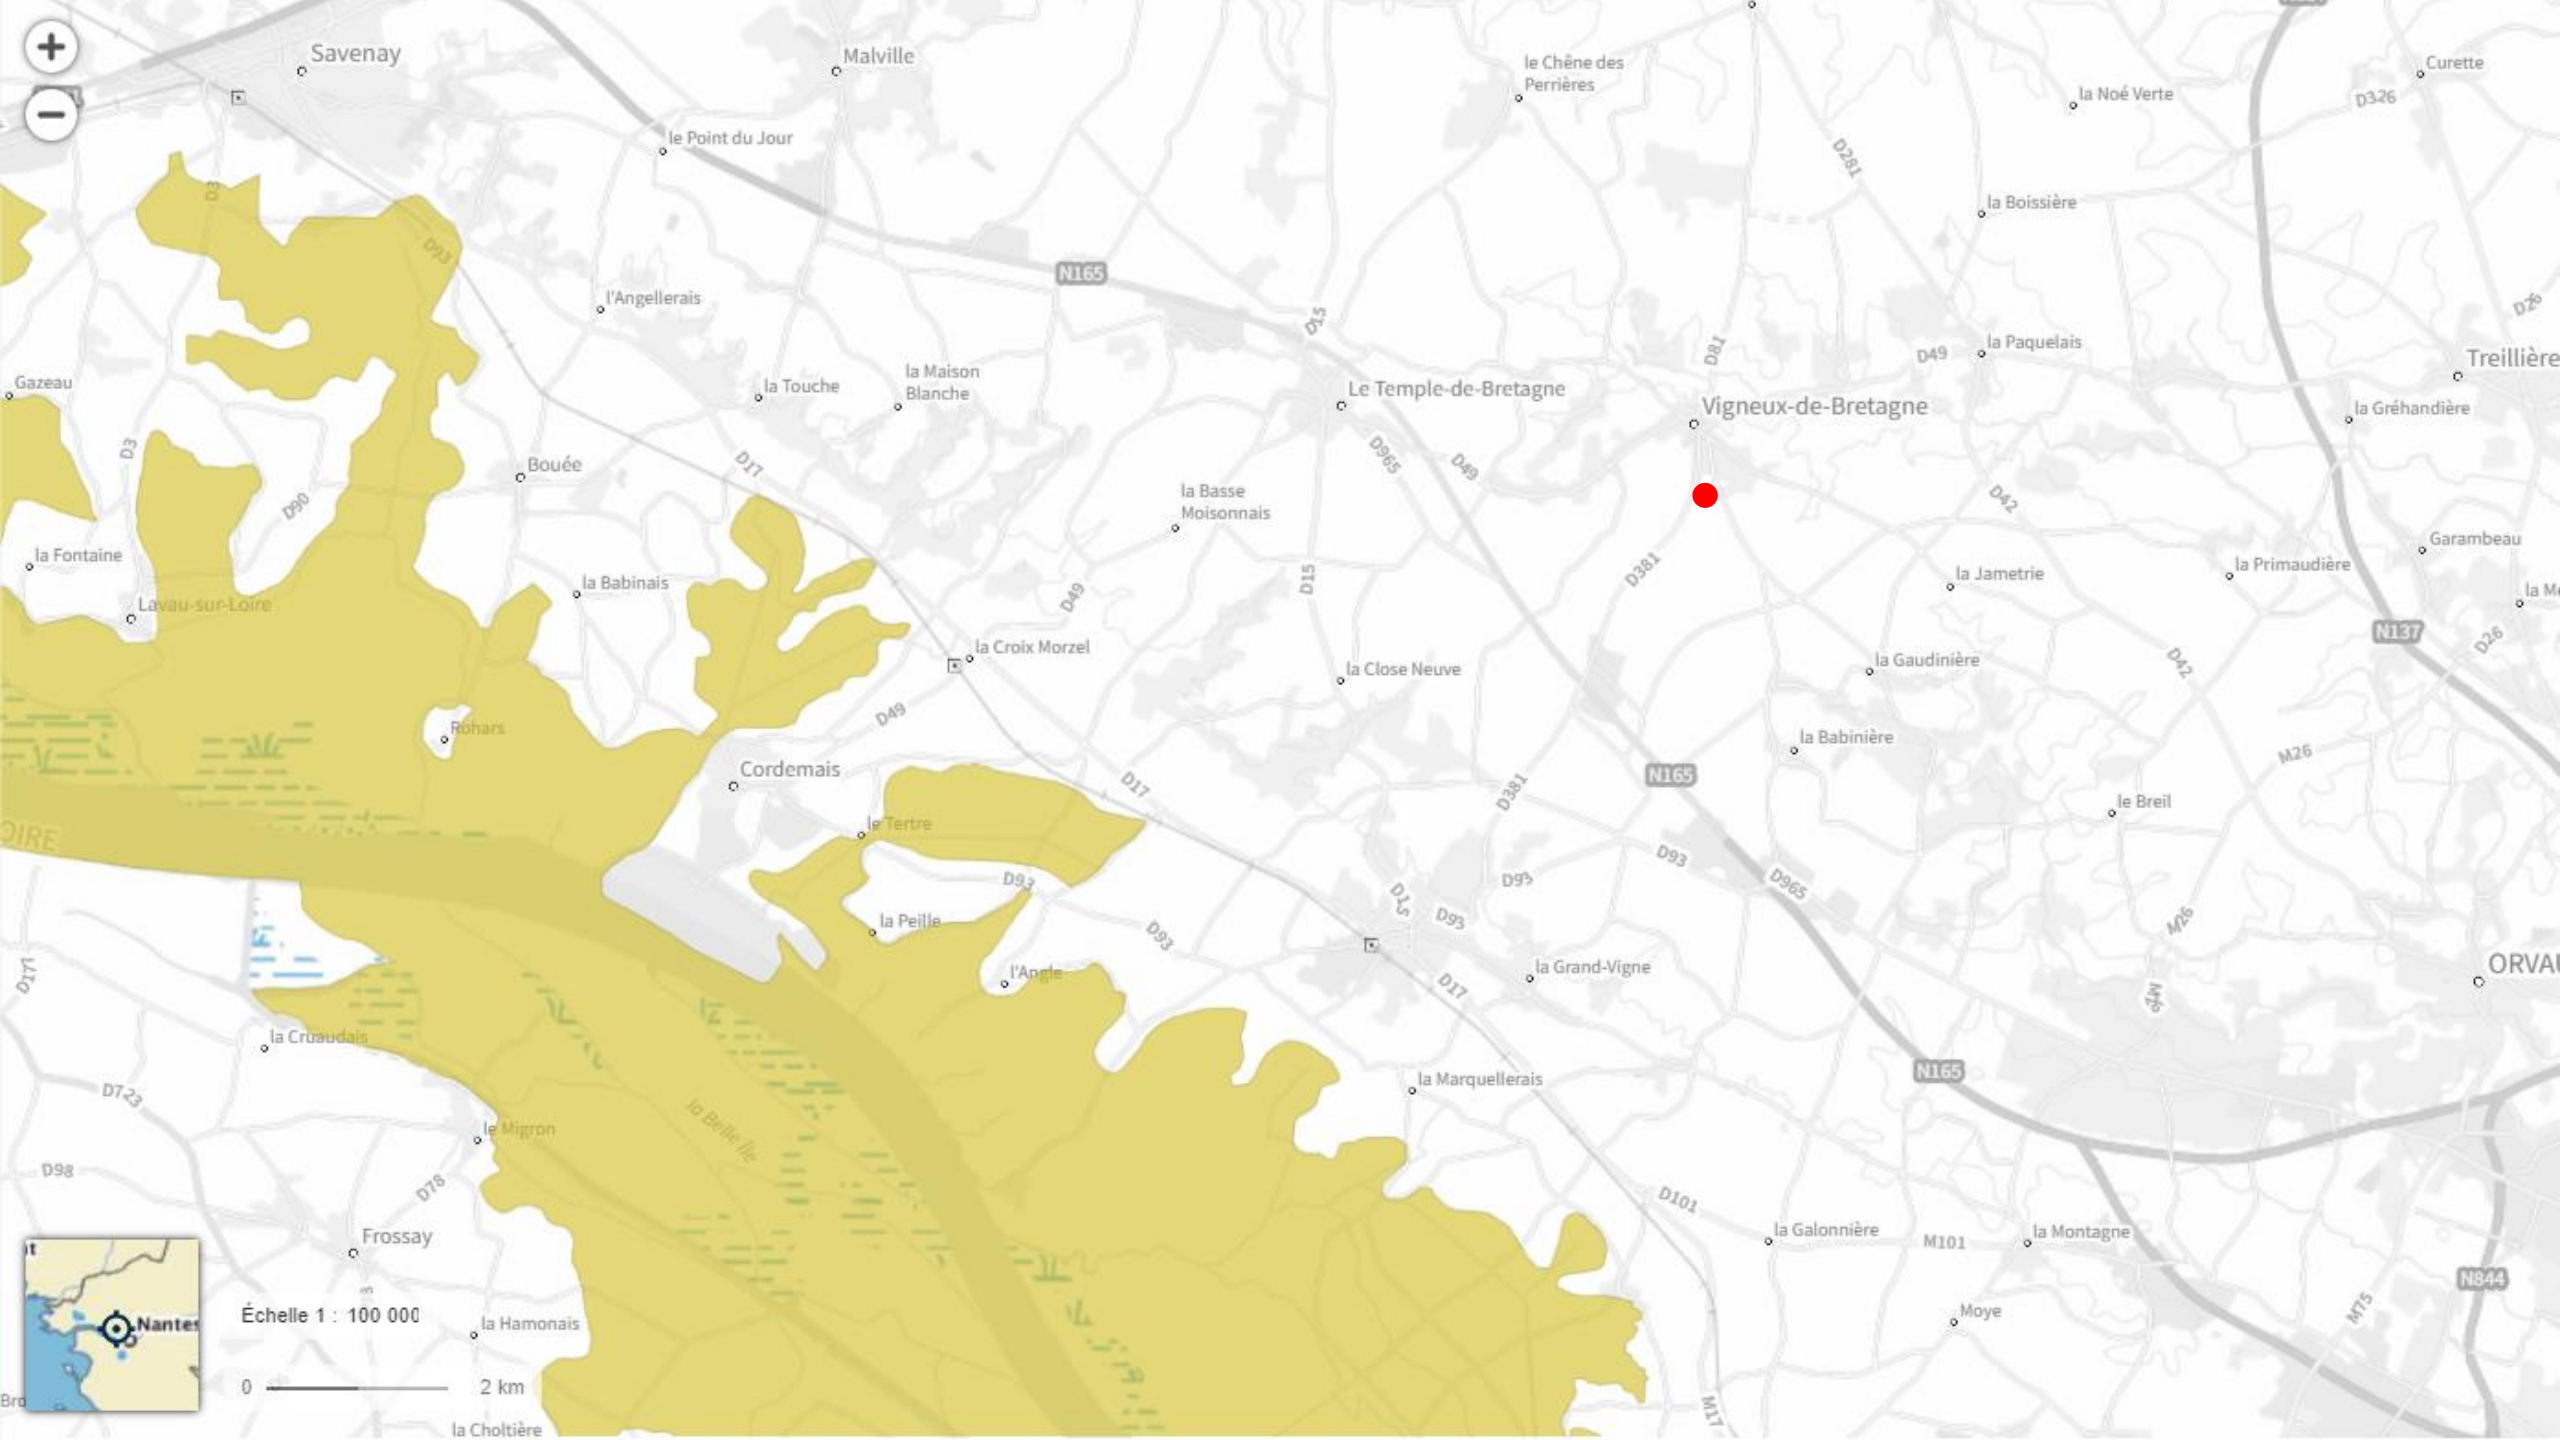 Savenay
Malville
le Chêne des
Perrières
Curette
la Noé Verte
D326
le Point du Jour
D281
D3
la Boissière
D93
N165
l'Angellerais
D26
D15
D81
la Paquelais
D49
Treillière
Gazeau
la Touche
la Maison
Blanche
Le Temple-de-Bretagne
Vigneux-de-Bretagne
la Gréhandière
D3
D17
Bouée
D965
D49
D90
la Basse
Moisonnais
D42
Garambeau
la Fontaine
la Babinais
D15
D381
la Jametrie
la Primaudière
Lavau-sur-Loire
D49
N137
D26
la Croix Morzel
la Close Neuve
la Gaudinière
D42
Rohars
D49
la Babinière
M26
Cordemais
D17
N165
D381
le Breil
OIRE
le Tertre
D93
D93
D93
D965
D15
la Peille
D93
D93
M26
l'Angle
la Grand-Vigne
D17
ORVAU
D171
la Cruaudais
la Marquellerais
N165
D723
la Belle Île
le Migron
D98
D78
D101
la Galonnière
M101
la Montagne
Frossay
N844
Nantes
Échelle 1 : 100 000
la Hamonais
Moye
M75
0
2 km
Bro
M17
la Choltière